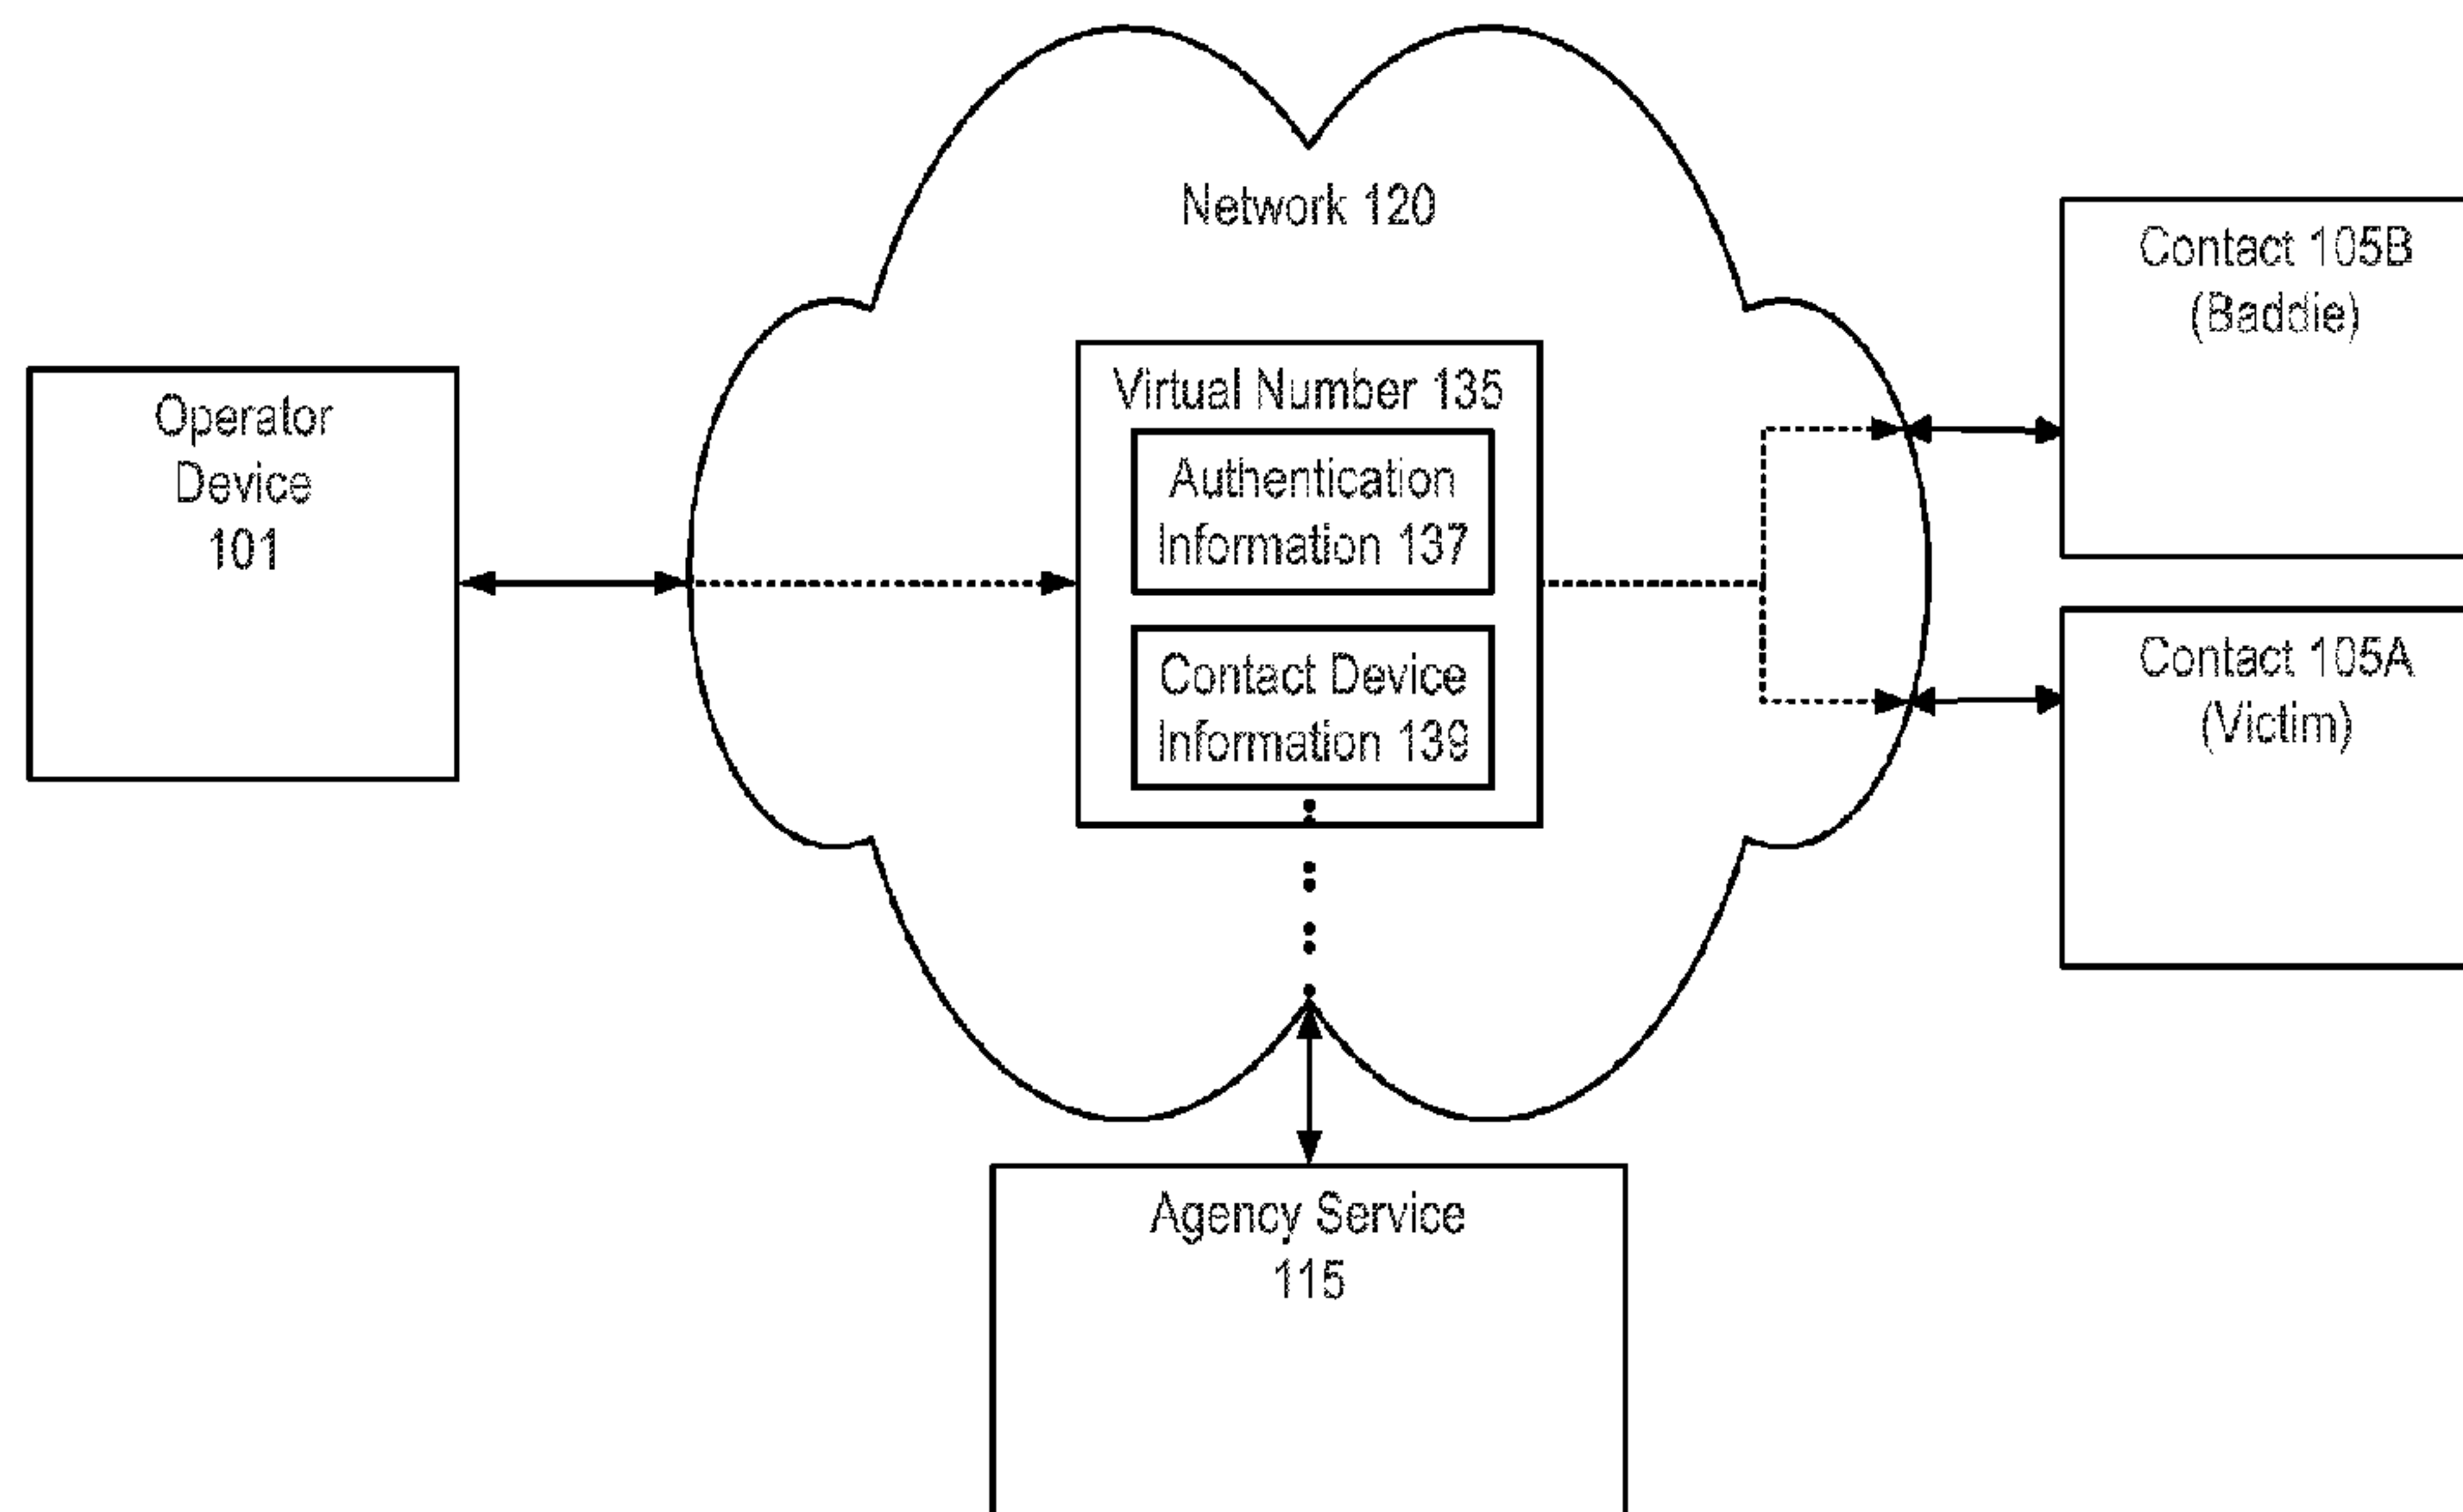 Network 120
Operator
Device
101
Virtual Number 135
Authentication
Information 137
Contact Device
Information 139
Contact 105B
(Baddie)
Contact 105A
(Victim)
Agency Service
115